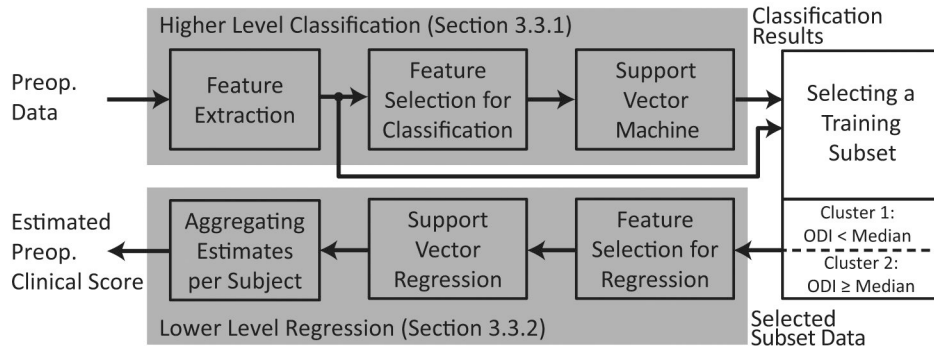 Higher Level Classification (Section 3.3.1)
Classification
Results
Preop.
Data
Feature
Extraction
Feature
Selection for
Classification
Support
Vector
Machine
Selecting a
Training
Subset
Cluster 1:
ODI < Median
Cluster 2:
ODI ≥ Median
Estimated
Preop.
Clinical Score
Aggregating
Estimates
per Subject
Support
Vector
Regression
Feature
Selection for
Regression
Lower Level Regression (Section 3.3.2)
Selected
Subset Data